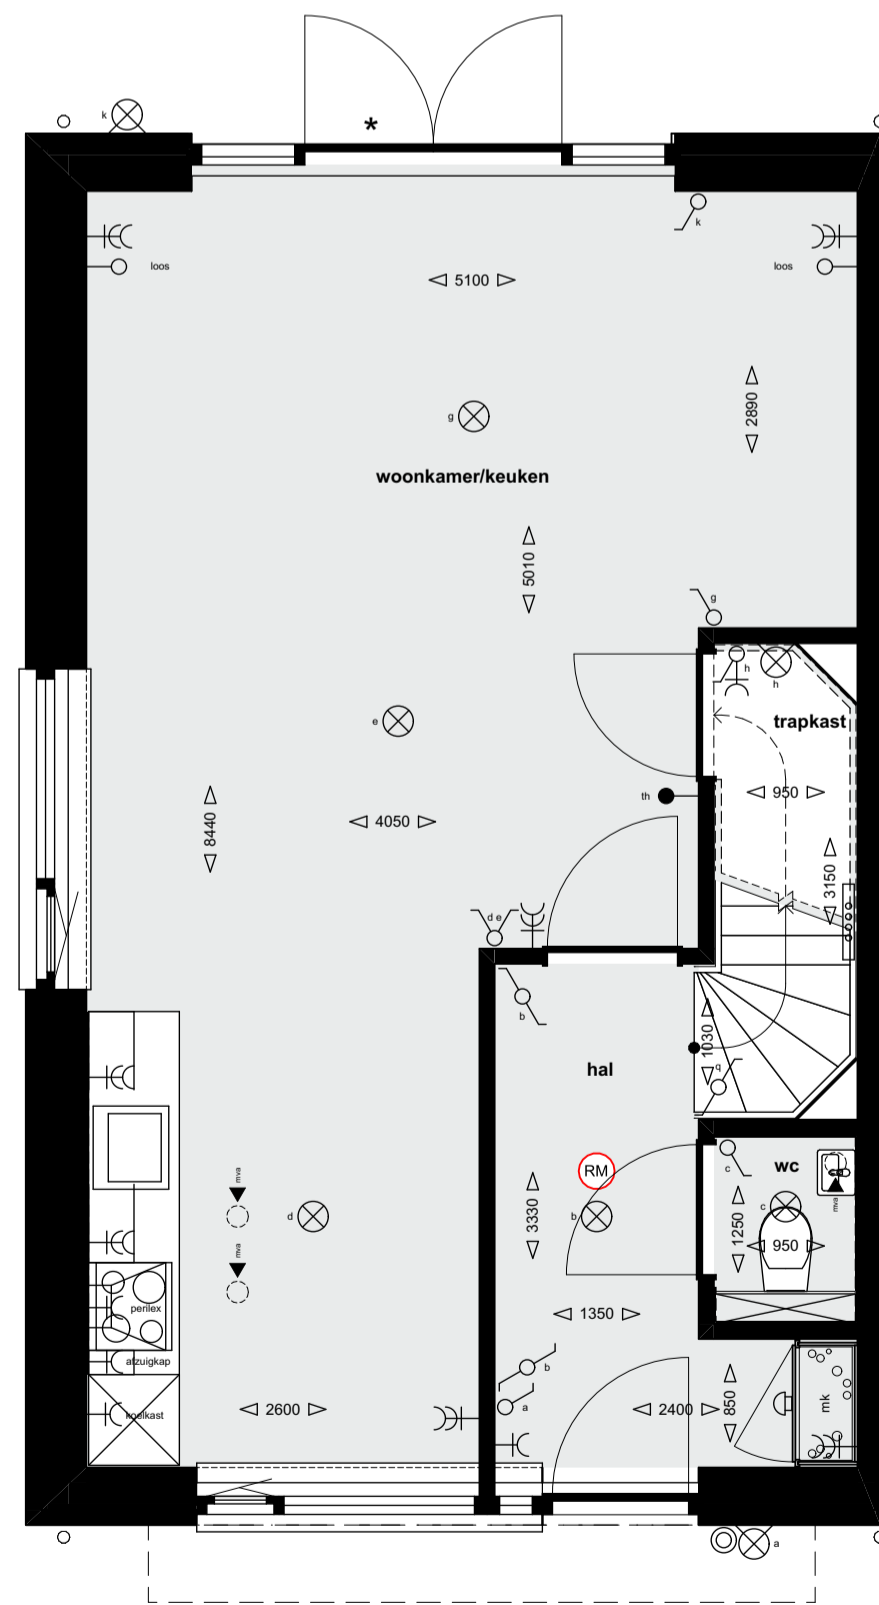 k
*
k
loos
loos
5100
2890
g
woonkamer/keuken
5010
g
h
h
trapkast
e
th
950
4050
8440
3150
d e
b
1030
hal
q
RM
wc
c
c
mva
mva
d
b
3330
1250
950
mva
perilex
1350
b
afzuigkap
a
2600
2400
850
mk
koelkast
a